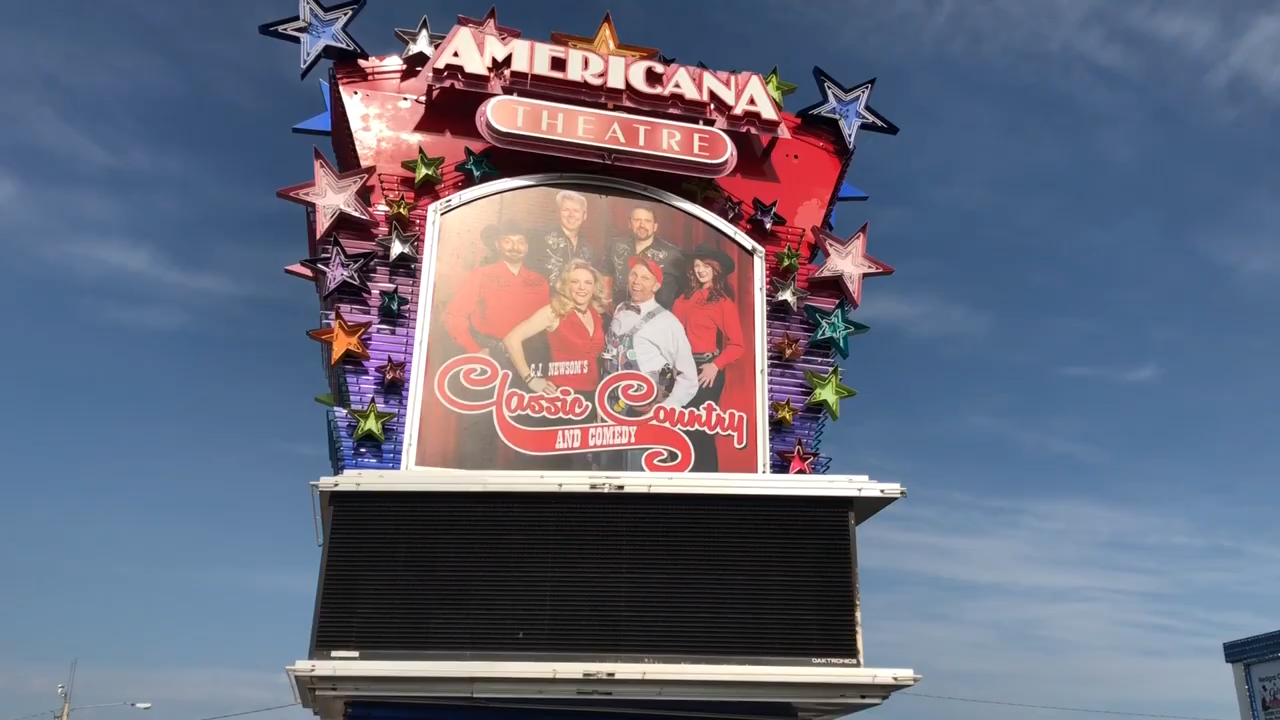 AMERICANA
THEATRE
C.J. NEWSOM'S
Classic Country
AND COMEDY
DAKTRONICS